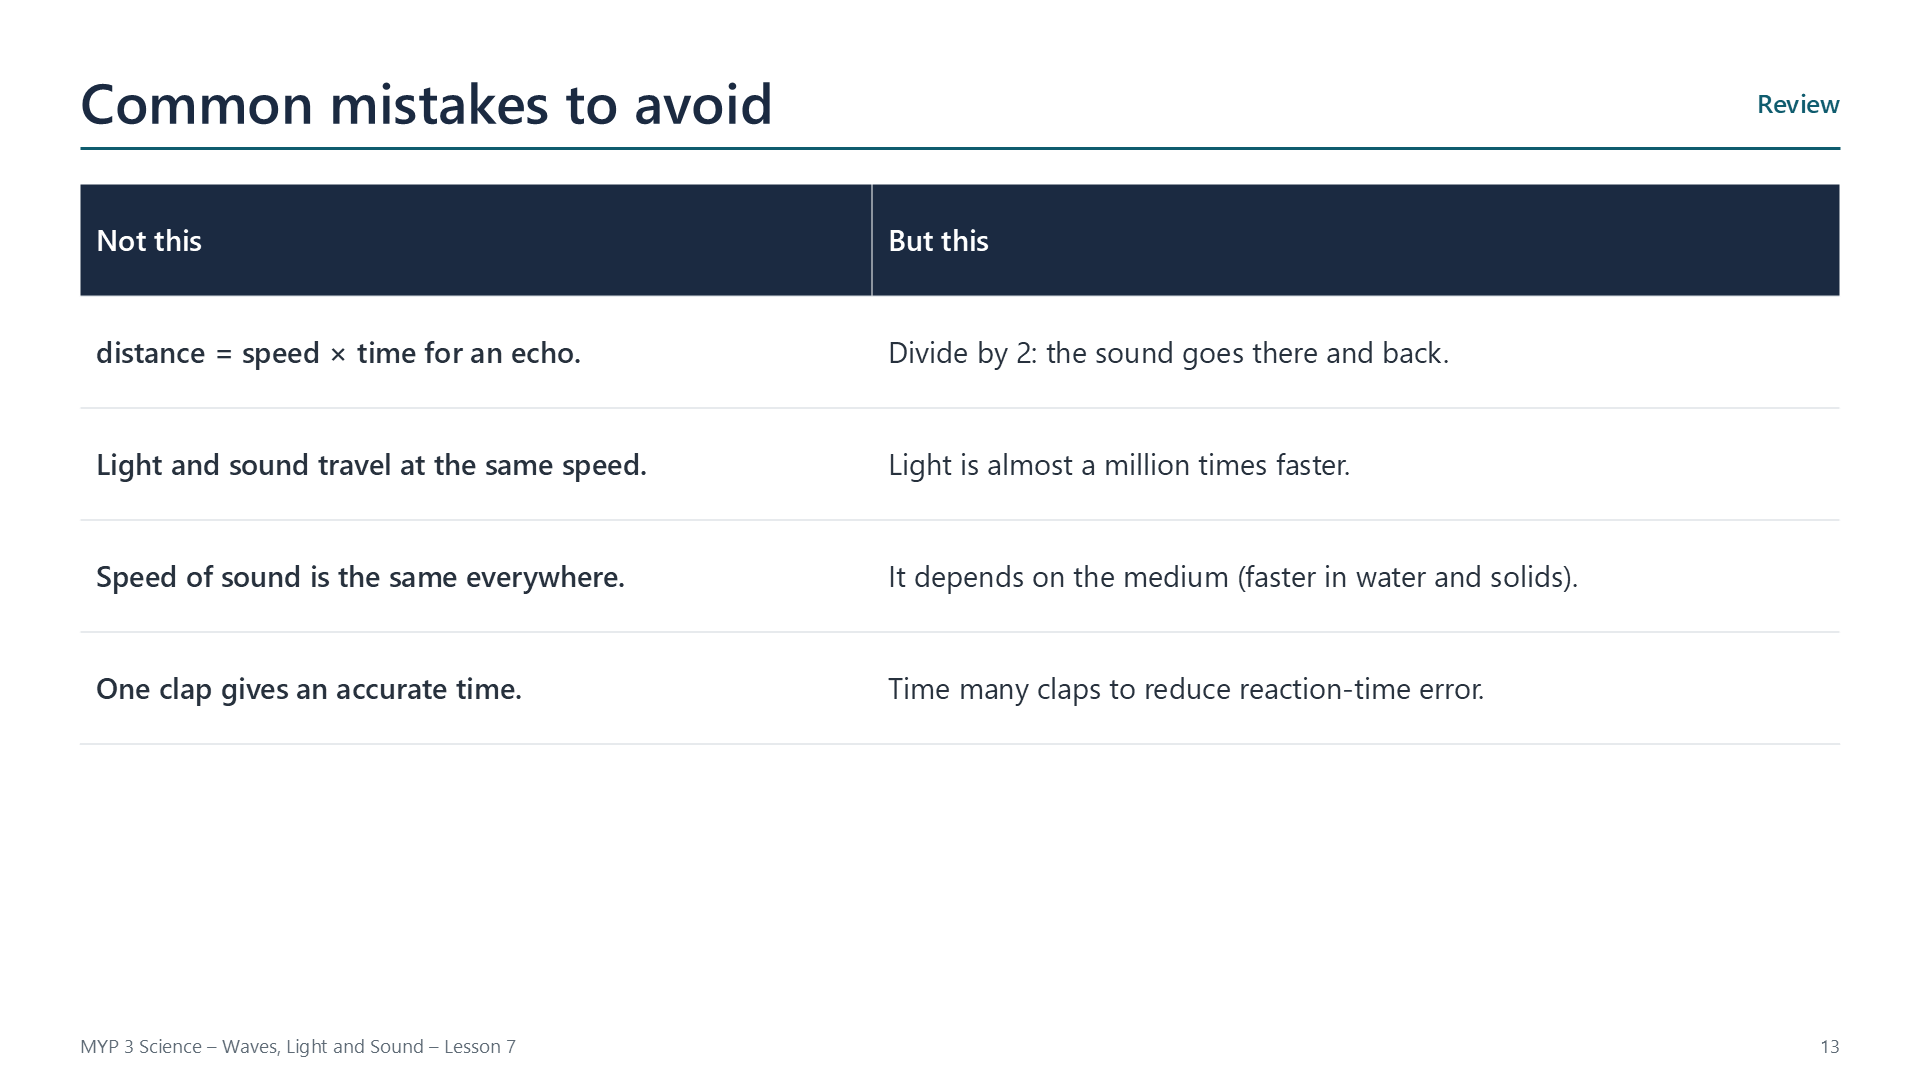 Common mistakes to avoid
Review
Not this
But this
distance = speed × time for an echo.
Divide by 2: the sound goes there and back.
Light and sound travel at the same speed.
Light is almost a million times faster.
Speed of sound is the same everywhere.
It depends on the medium (faster in water and solids).
One clap gives an accurate time.
Time many claps to reduce reaction-time error.
MYP 3 Science – Waves, Light and Sound – Lesson 7
13